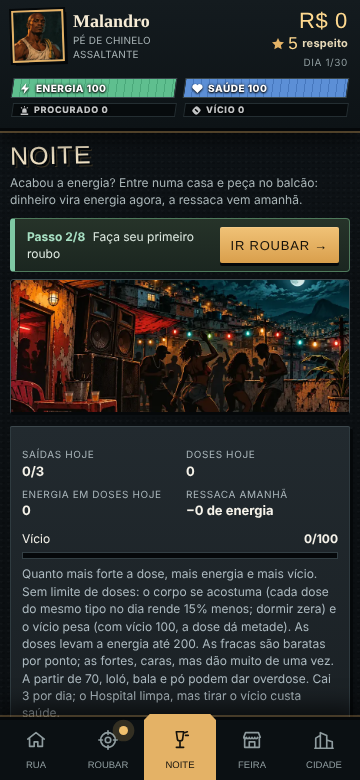 Malandro
PÉ DE CHINELO
ASSALTANTE
R$ 0
5 respeito
DIA 1/30
ENERGIA 100
SAÚDE 100
PROCURADO 0
VÍCIO 0
NOITE
Acabou a energia? Entre numa casa e peça no balcão:
dinheiro vira energia agora, a ressaca vem amanhã.
Passo 2/8 Faça seu primeiro
roubo
IR ROUBAR →
SAÍDAS HOJE
0/3
DOSES HOJE
0
ENERGIA EM DOSES HOJE
0
RESSACA AMANHÃ
−0 de energia
Vício
0/100
Quanto mais forte a dose, mais energia e mais vício.
Sem limite de doses: o corpo se acostuma (cada dose
do mesmo tipo no dia rende 15% menos; dormir zera) e
o vício pesa (com vício 100, a dose dá metade). As
doses levam a energia até 200. As fracas são baratas
por ponto; as fortes, caras, mas dão muito de uma vez.
A partir de 70, loló, bala e pó podem dar overdose. Cai
3 por dia; o Hospital limpa, mas tirar o vício custa
saúde.
RUA
ROUBAR
NOITE
FEIRA
CIDADE